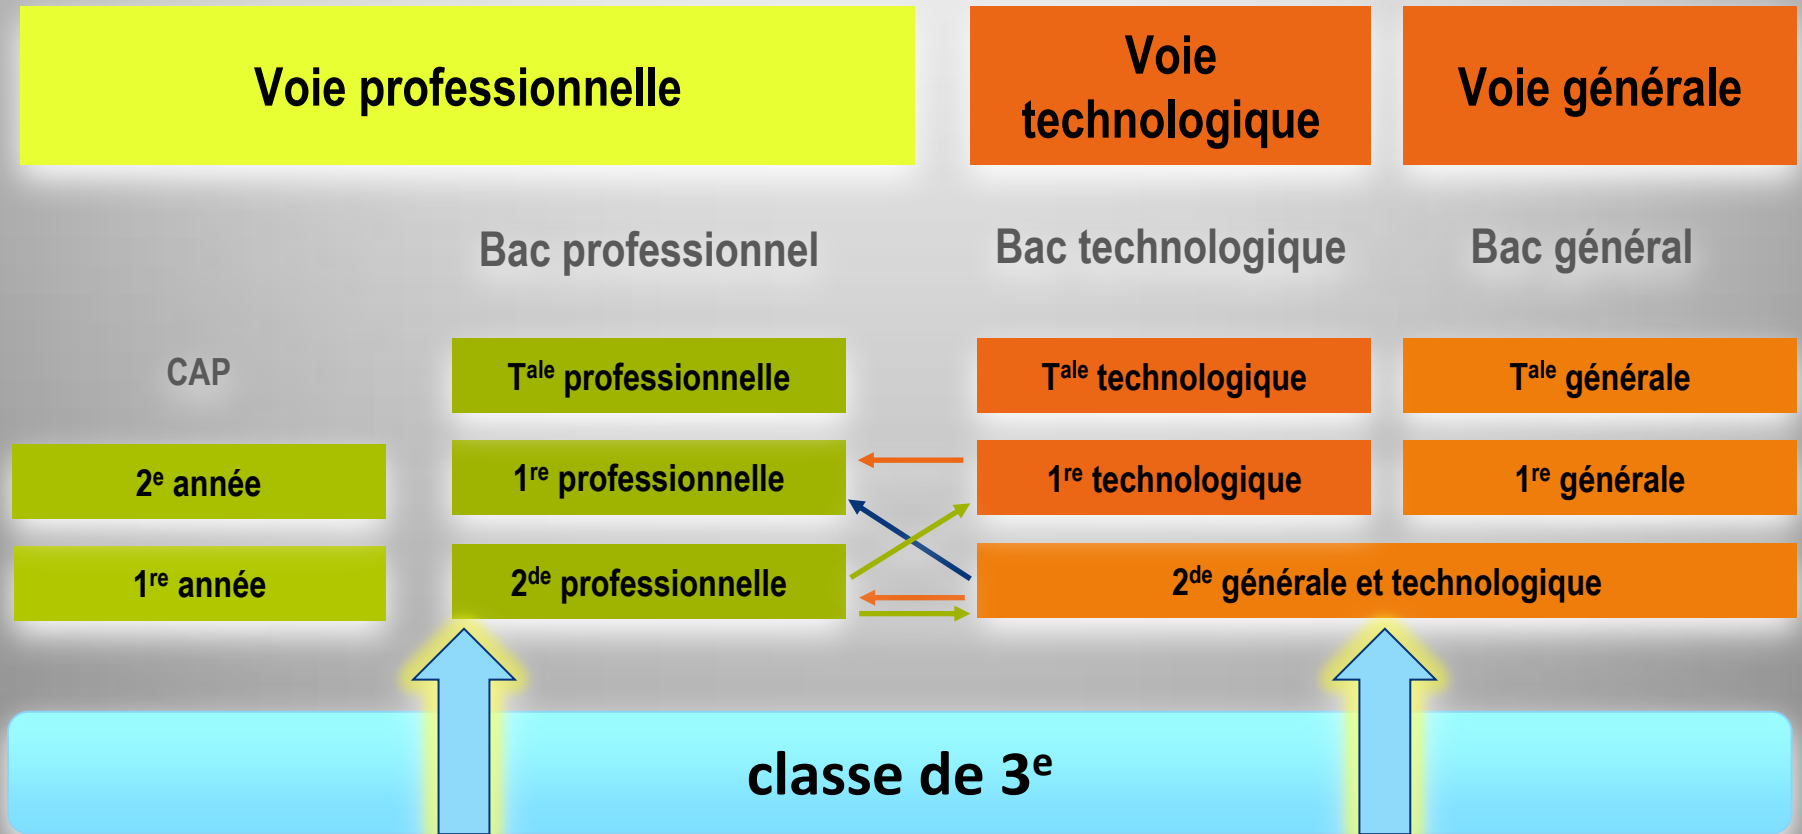 Voie professionnelle
Voie
technologique
Voie générale
Bac professionnel
Bac technologique
Bac général
CAP
Tale professionnelle
Tale technologique
Tale générale
2e année
1re professionnelle
1re technologique
1re générale
1re année
2de professionnelle
2de générale et technologique
classe de 3e